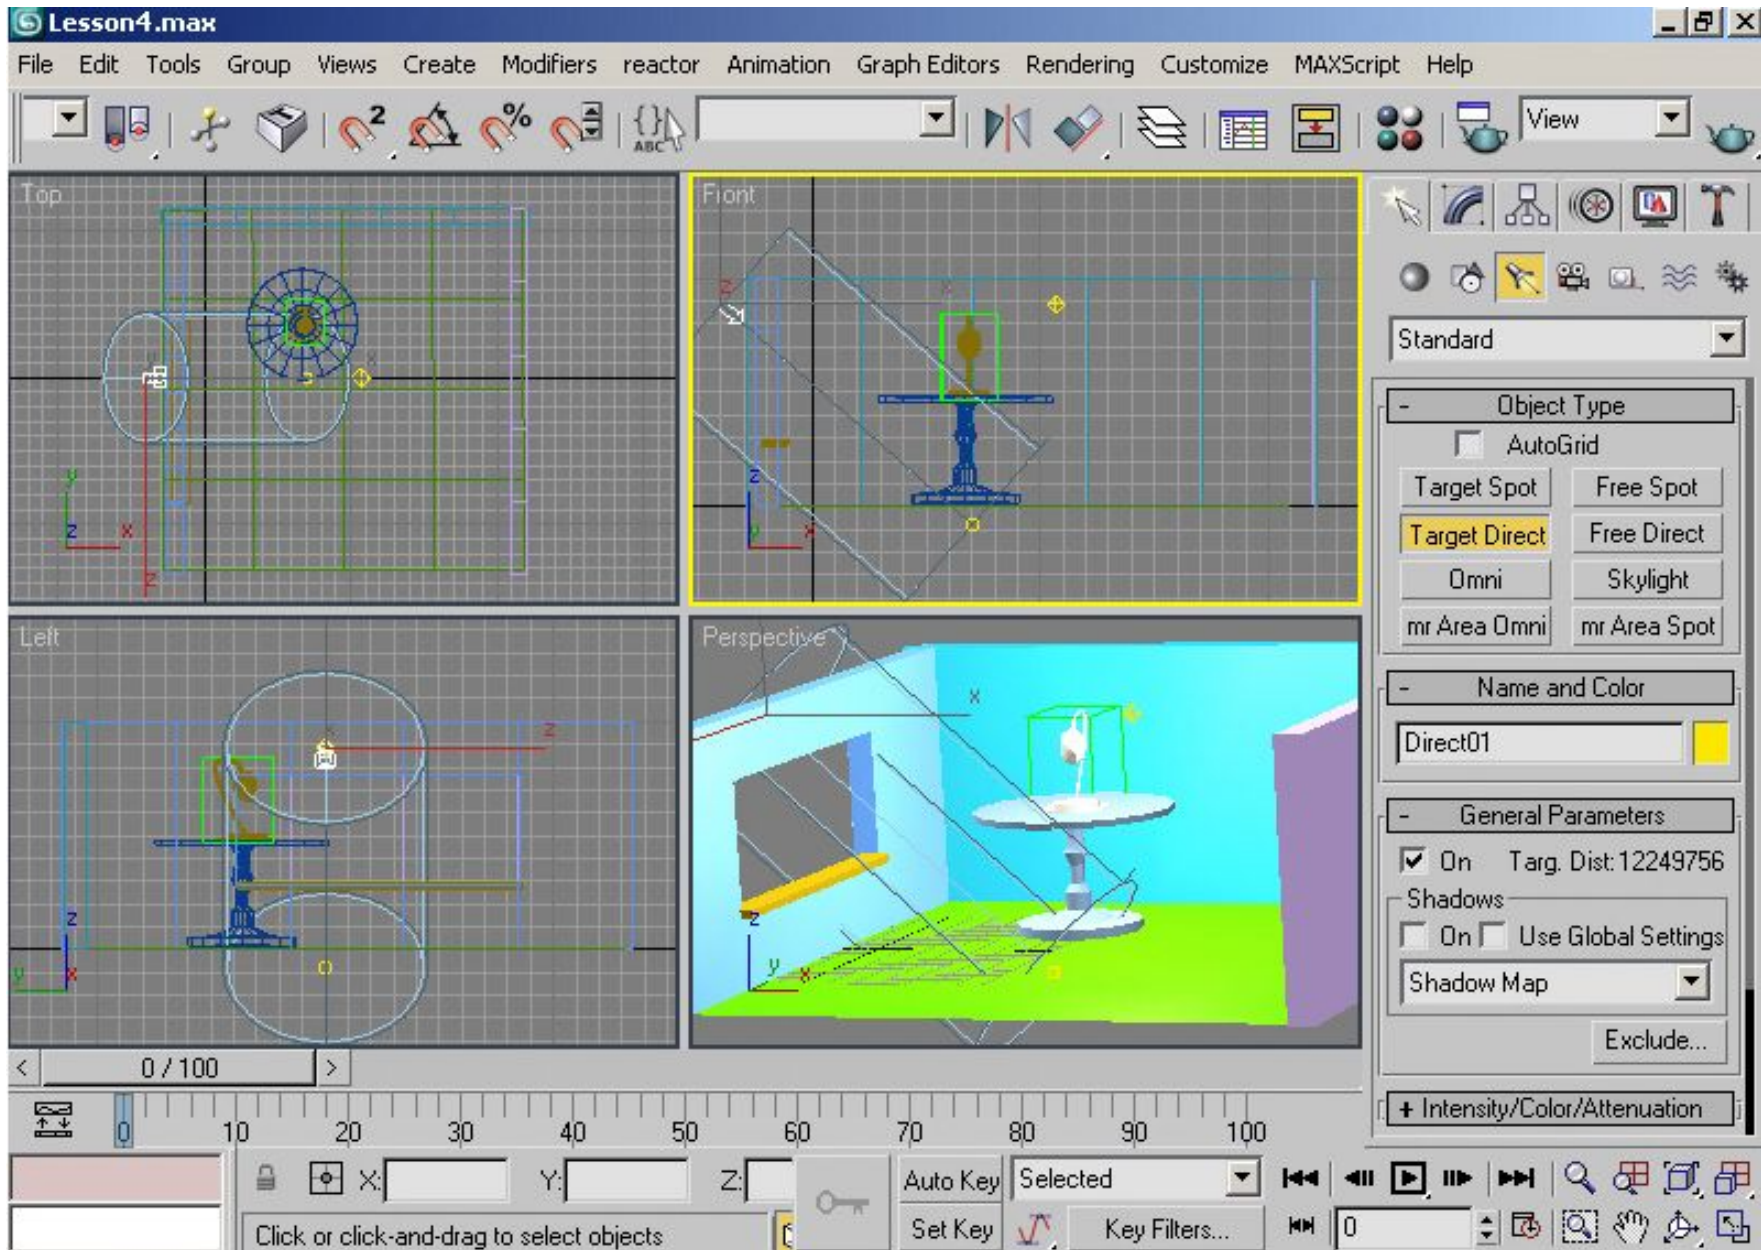 Lesson4.max
File Edit Tools Group Views Create Modifiers reactor Animation Graph Editors Rendering Customize MAXScript Help
2 % {} ABC View
Top
y
z x
x
z
Front
z x
z
y x
Left
z
z
y x
Perspective
x
z
y x
Standard
- Object Type
AutoGrid
Target Spot Free Spot
Target Direct Free Direct
Omni Skylight
mr Area Omni mr Area Spot
- Name and Color
Direct01
- General Parameters
On Targ. Dist: 12249756
Shadows
On Use Global Settings
Shadow Map
Exclude...
+ Intensity/Color/Attenuation
< 0 / 100 >
0 10 20 30 40 50 60 70 80 90 100
X: Y: Z: Auto Key Selected
Click or click-and-drag to select objects Set Key Key Filters... 0